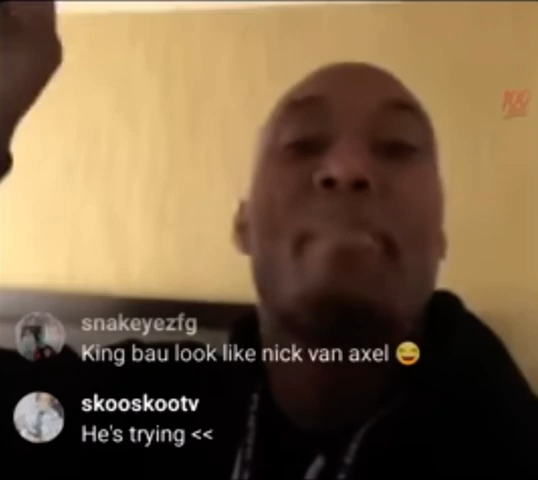 💯
snakeyezfg
King bau look like nick van axel 😂
skooskootv
He's trying <<